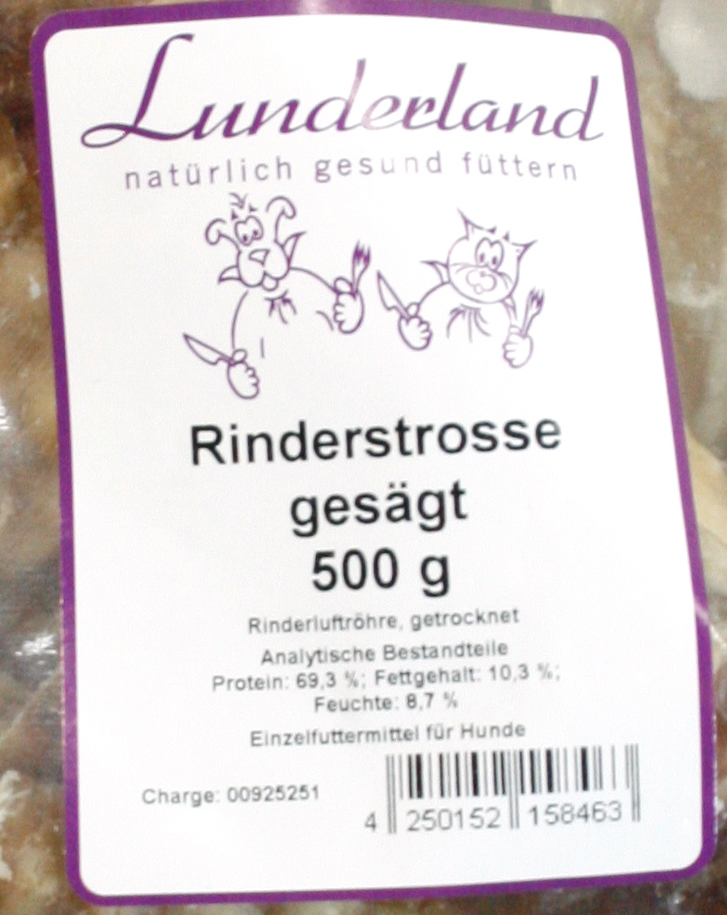 Lunderland
natürlich gesund füttern
Rinderstrosse
gesägt
500 g
Rinderluftröhre, getrocknet
Analytische Bestandteile
Protein: 69,3 %; Fettgehalt: 10,3 %;
Feuchte: 8,7 %
Einzelfuttermittel für Hunde
Charge: 00925251
4 250152 158463